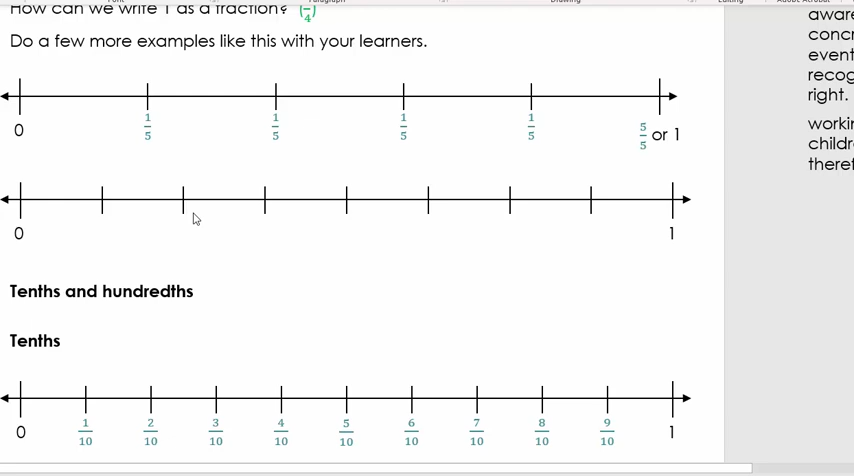 How can we write 1 as a fraction? (–/4)
Do a few more examples like this with your learners.
0 1/5 1/5 1/5 1/5 5/5 or 1
0 1
Tenths and hundredths
Tenths
0 1/10 2/10 3/10 4/10 5/10 6/10 7/10 8/10 9/10 1
right.